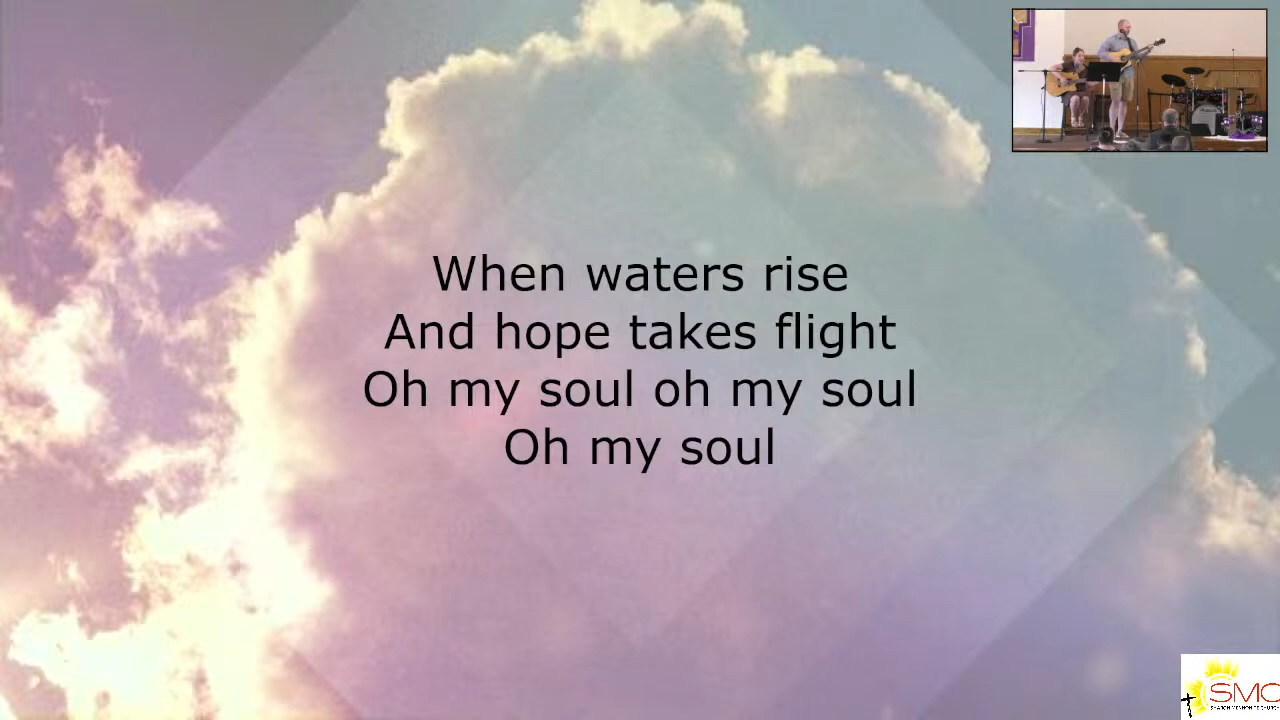 When waters rise
And hope takes flight
Oh my soul oh my soul
Oh my soul
SMC